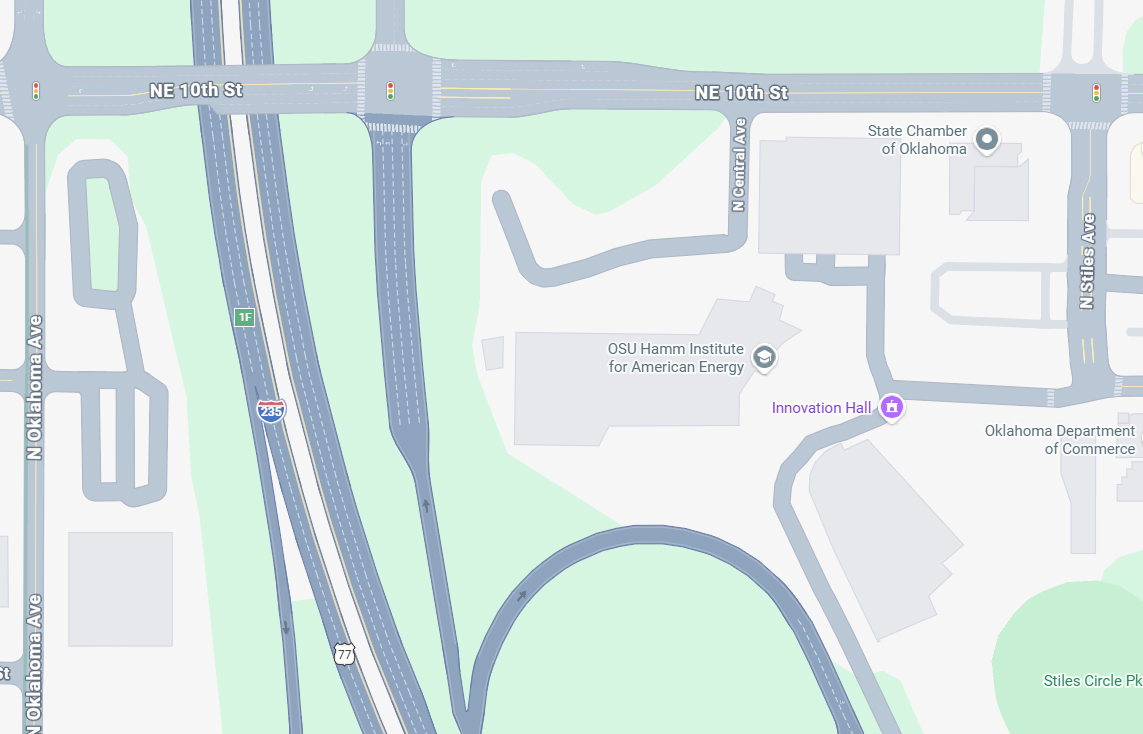 NE 10th St
NE 10th St
State Chamber
of Oklahoma
N Central Ave
N Stiles Ave
1F
OSU Hamm Institute
for American Energy
N Oklahoma Ave
235
Innovation Hall
Oklahoma Department
of Commerce
77
N Oklahoma Ave
St
Stiles Circle Pk